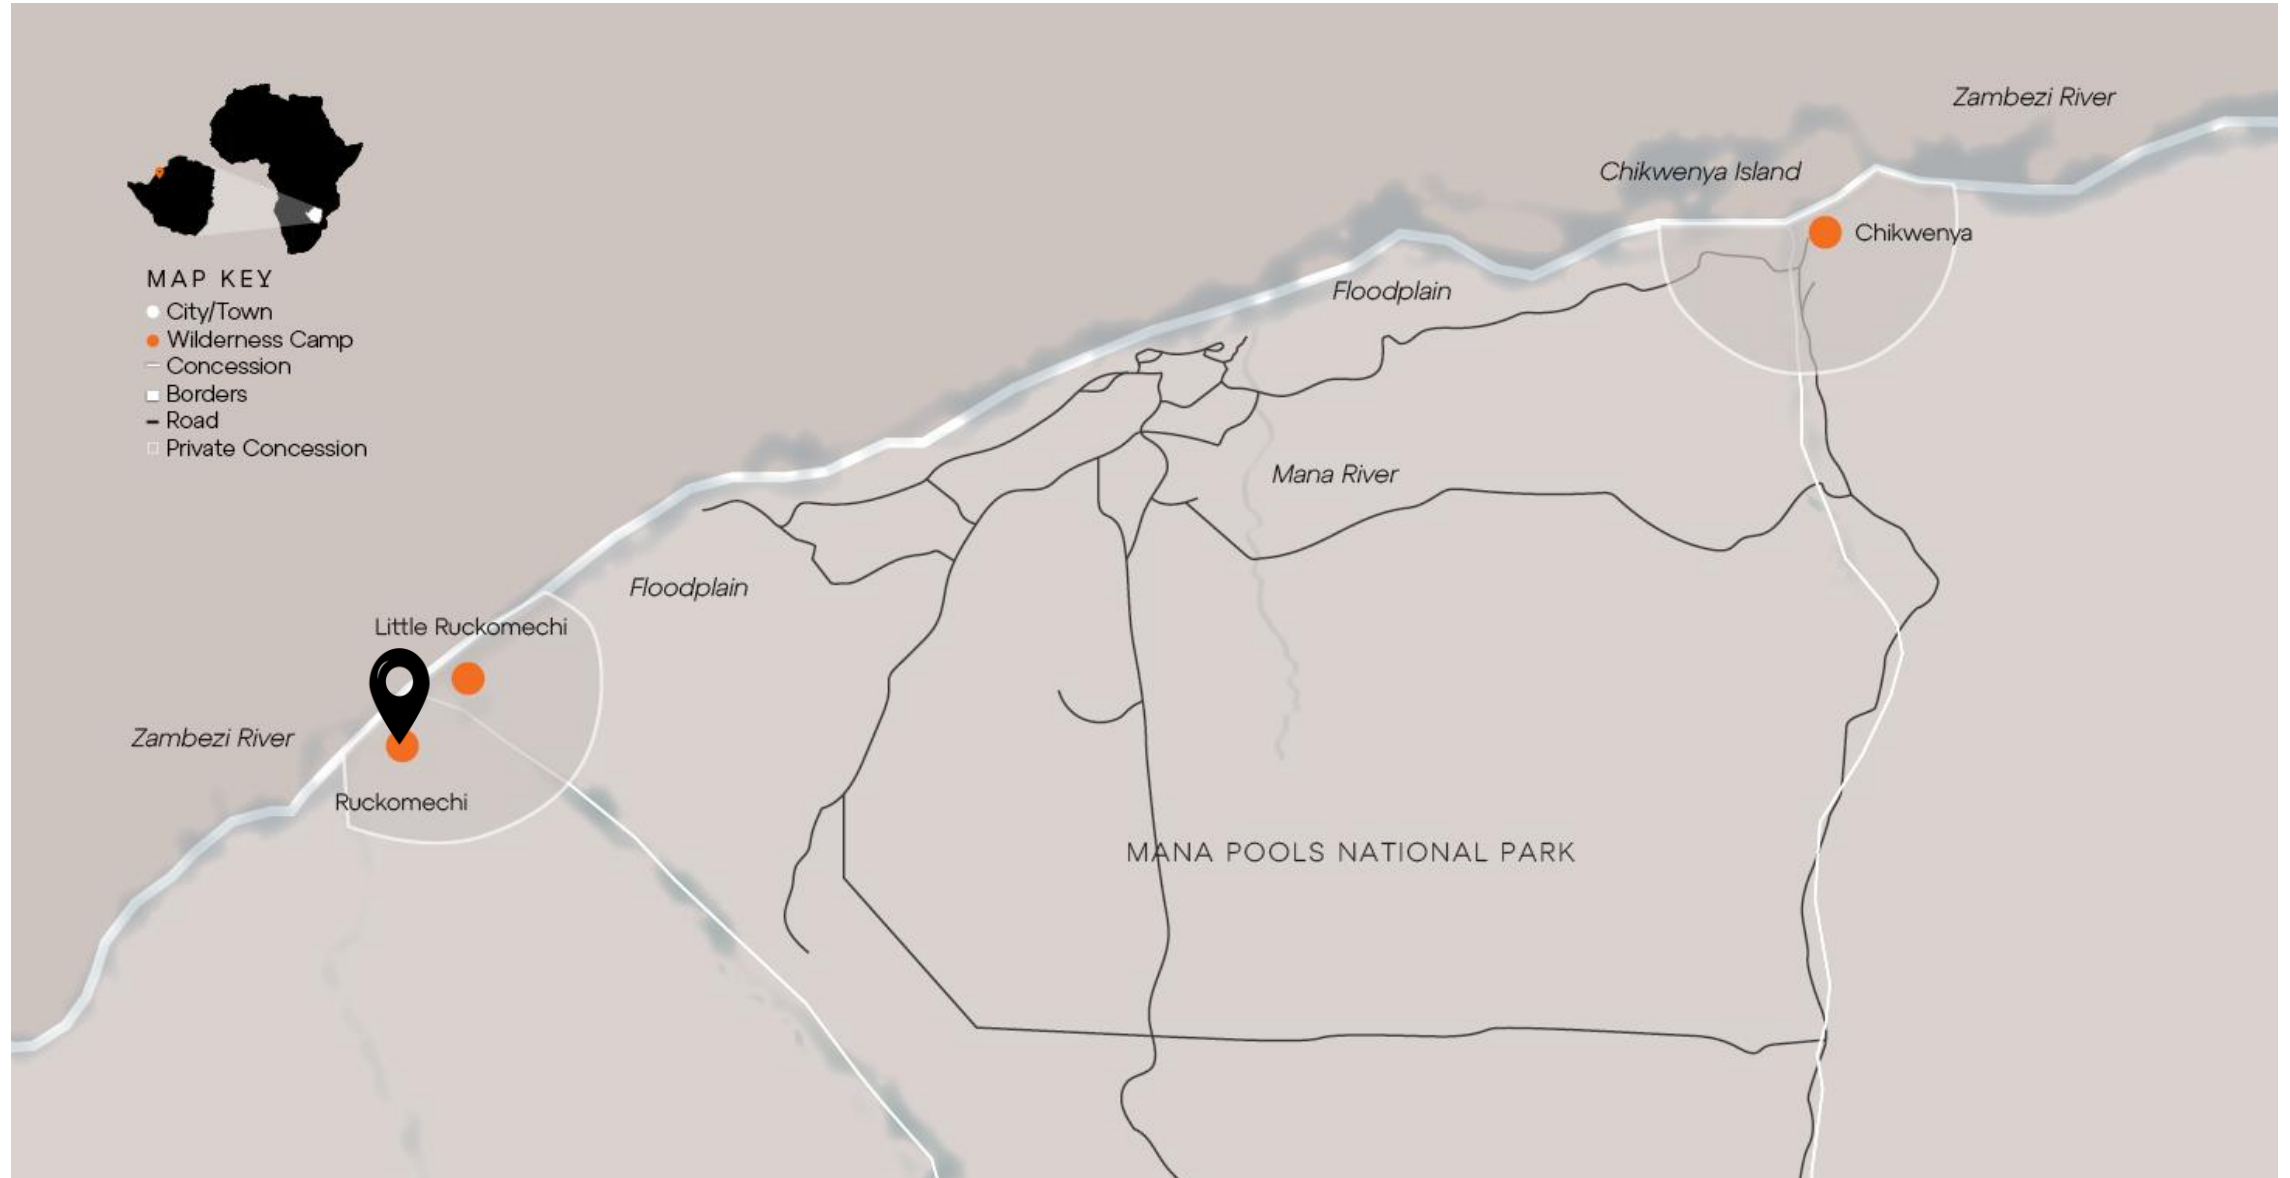 Zambezi River
Chikwenya Island
Chikwenya
MAP KEY
City/Town
Wilderness Camp
Concession
Borders
Road
Private Concession
Floodplain
Mana River
Floodplain
Little Ruckomechi
Zambezi River
Ruckomechi
MANA POOLS NATIONAL PARK